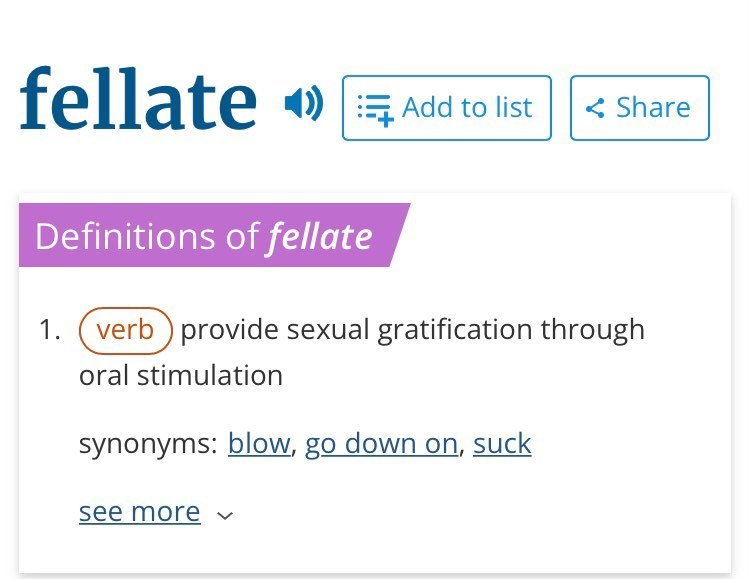 fellate Add to list Share
Definitions of fellate
1. verb provide sexual gratification through
oral stimulation
synonyms: blow, go down on, suck
see more